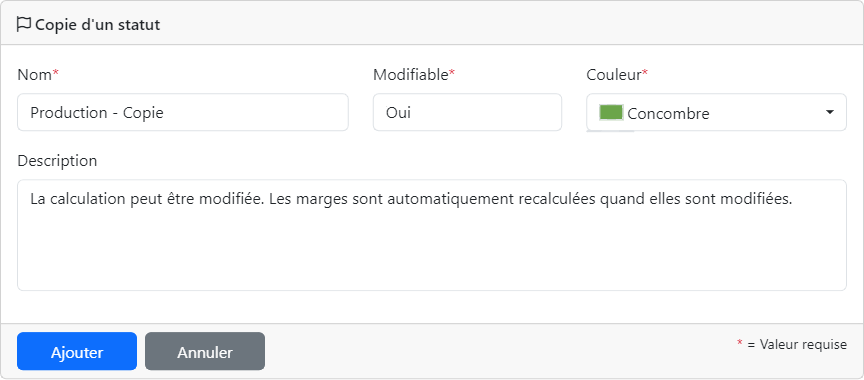 Copie d'un statut
Nom* Modifiable* Couleur*
Production - Copie Oui Concombre
Description
La calculation peut être modifiée. Les marges sont automatiquement recalculées quand elles sont modifiées.
Ajouter Annuler * = Valeur requise